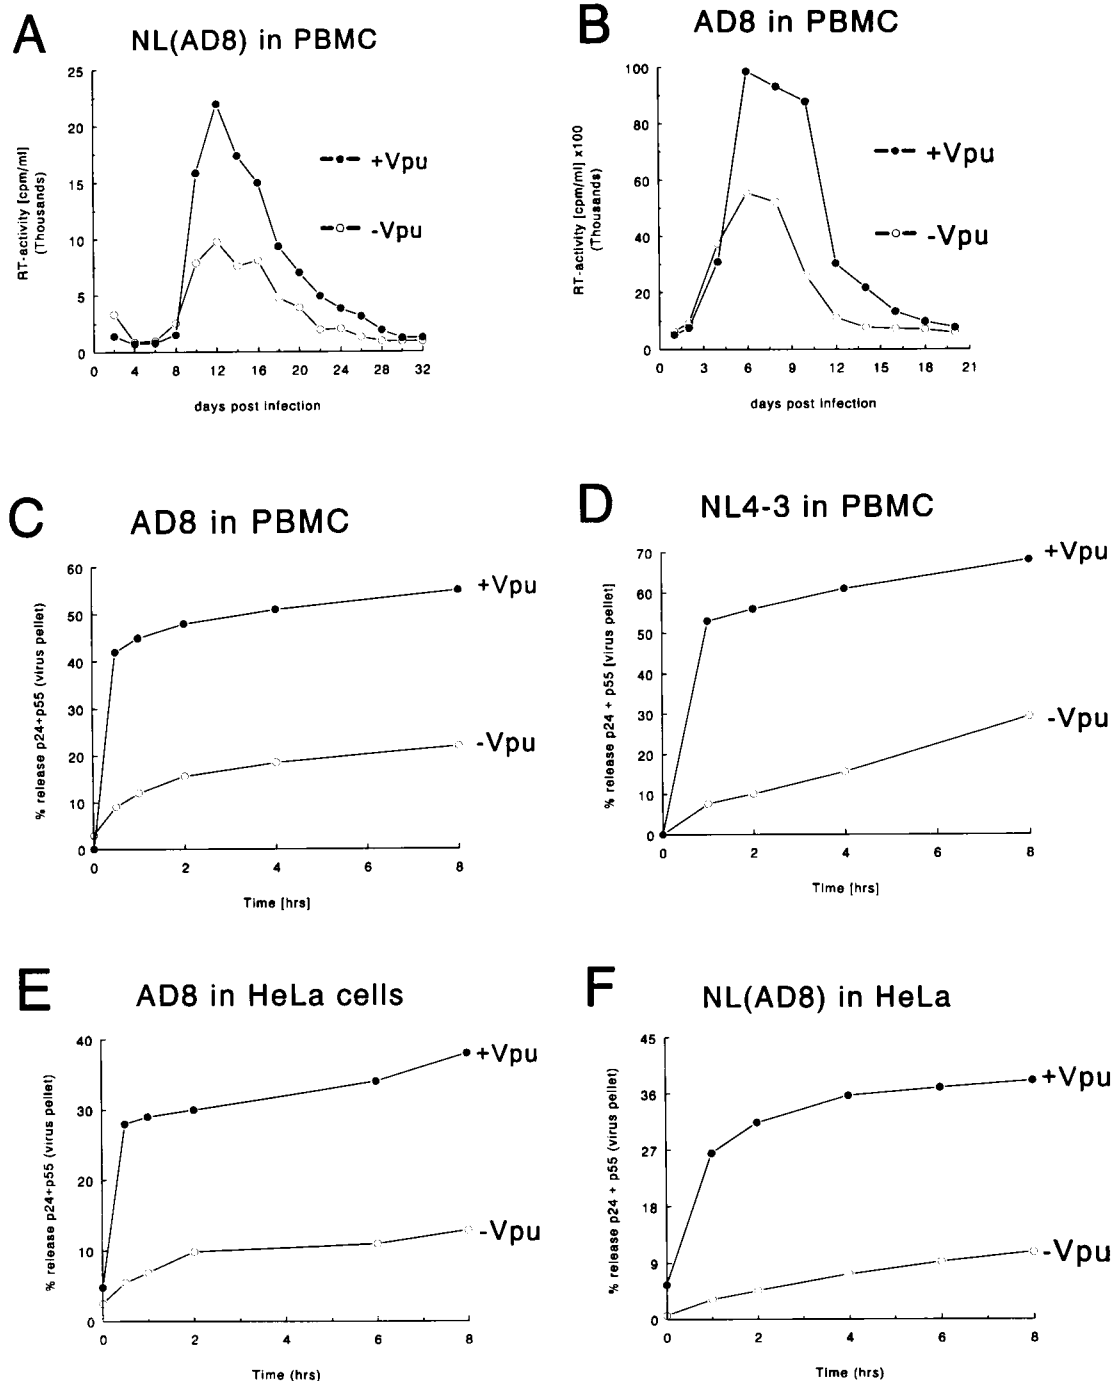 A
NL(AD8) in PBMC
25
20
15
10
5
0
RT-activity [cpm/ml]
(Thousands)
+Vpu
-Vpu
0 4 8 12 16 20 24 28 32
days post infection
B
AD8 in PBMC
100
80
60
40
20
0
RT-activity [cpm/ml] x100
(Thousands)
+Vpu
-Vpu
0 3 6 9 12 15 18 21
days post infection
C
AD8 in PBMC
60
50
40
30
20
10
0
% release p24+p55 (virus pellet)
+Vpu
-Vpu
0 2 4 6 8
Time [hrs]
D
NL4-3 in PBMC
70
60
50
40
30
20
10
0
% release p24 + p55 [virus pellet]
+Vpu
-Vpu
0 2 4 6 8
Time [hrs]
E
AD8 in HeLa cells
40
30
20
10
0
% release p24+p55 (virus pellet)
+Vpu
-Vpu
0 2 4 6 8
Time (hrs)
F
NL(AD8) in HeLa
45
36
27
18
9
0
% release p24 + p55 (virus pellet)
+Vpu
-Vpu
0 2 4 6 8
Time (hrs)